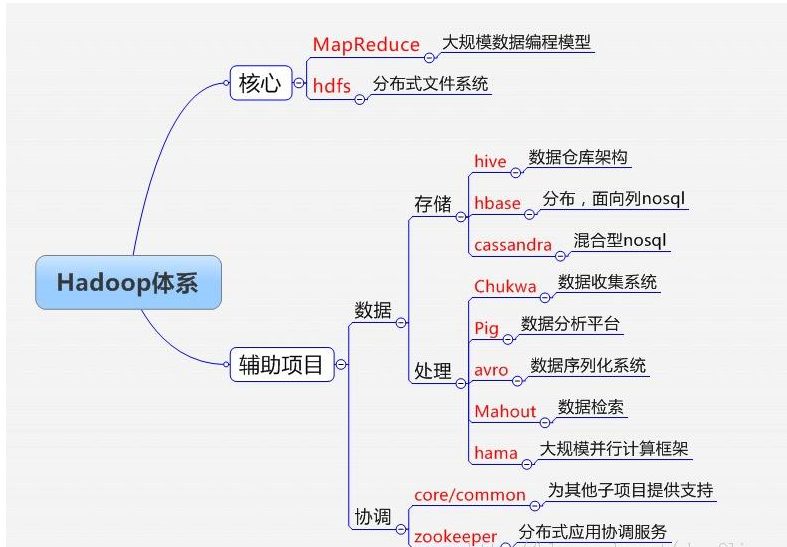 Hadoop体系
核心
MapReduce
大规模数据编程模型
hdfs
分布式文件系统
辅助项目
数据
存储
hive
数据仓库架构
hbase
分布，面向列nosql
cassandra
混合型nosql
处理
Chukwa
数据收集系统
Pig
数据分析平台
avro
数据序列化系统
Mahout
数据检索
hama
大规模并行计算框架
协调
core/common
为其他子项目提供支持
zookeeper
分布式应用协调服务